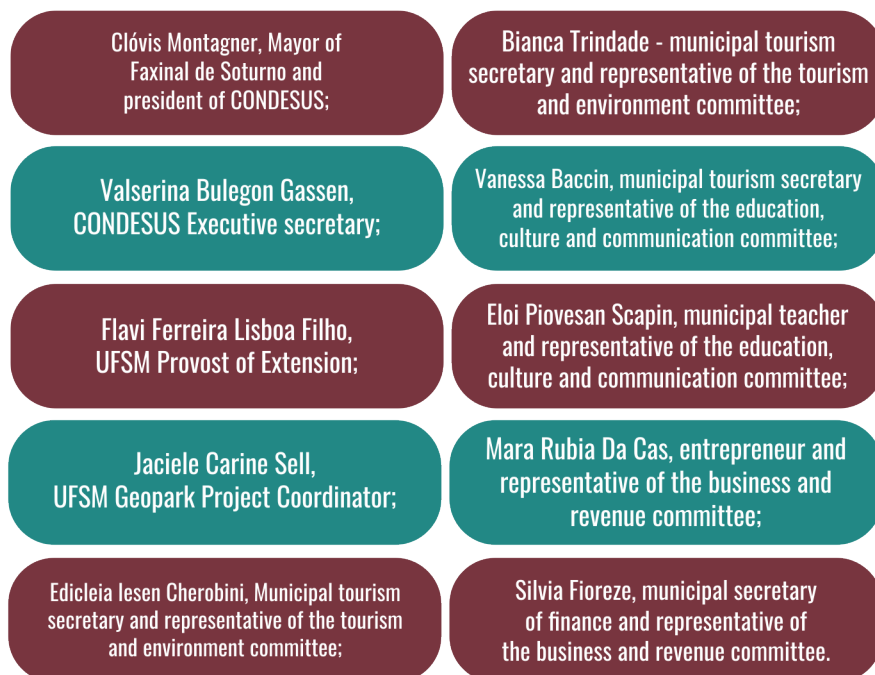 Clóvis Montagner, Mayor of
Faxinal de Soturno and
president of CONDESUS;
Bianca Trindade - municipal tourism
secretary and representative of the tourism
and environment committee;
Valserina Bulegon Gassen,
CONDESUS Executive secretary;
Vanessa Baccin, municipal tourism secretary
and representative of the education,
culture and communication committee;
Flavi Ferreira Lisboa Filho,
UFSM Provost of Extension;
Eloi Piovesan Scapin, municipal teacher
and representative of the education,
culture and communication committee;
Jaciele Carine Sell,
UFSM Geopark Project Coordinator;
Mara Rubia Da Cas, entrepreneur and
representative of the business and
revenue committee;
Edicleia Iesen Cherobini, Municipal tourism
secretary and representative of the tourism
and environment committee;
Silvia Fioreze, municipal secretary
of finance and representative of
the business and revenue committee.